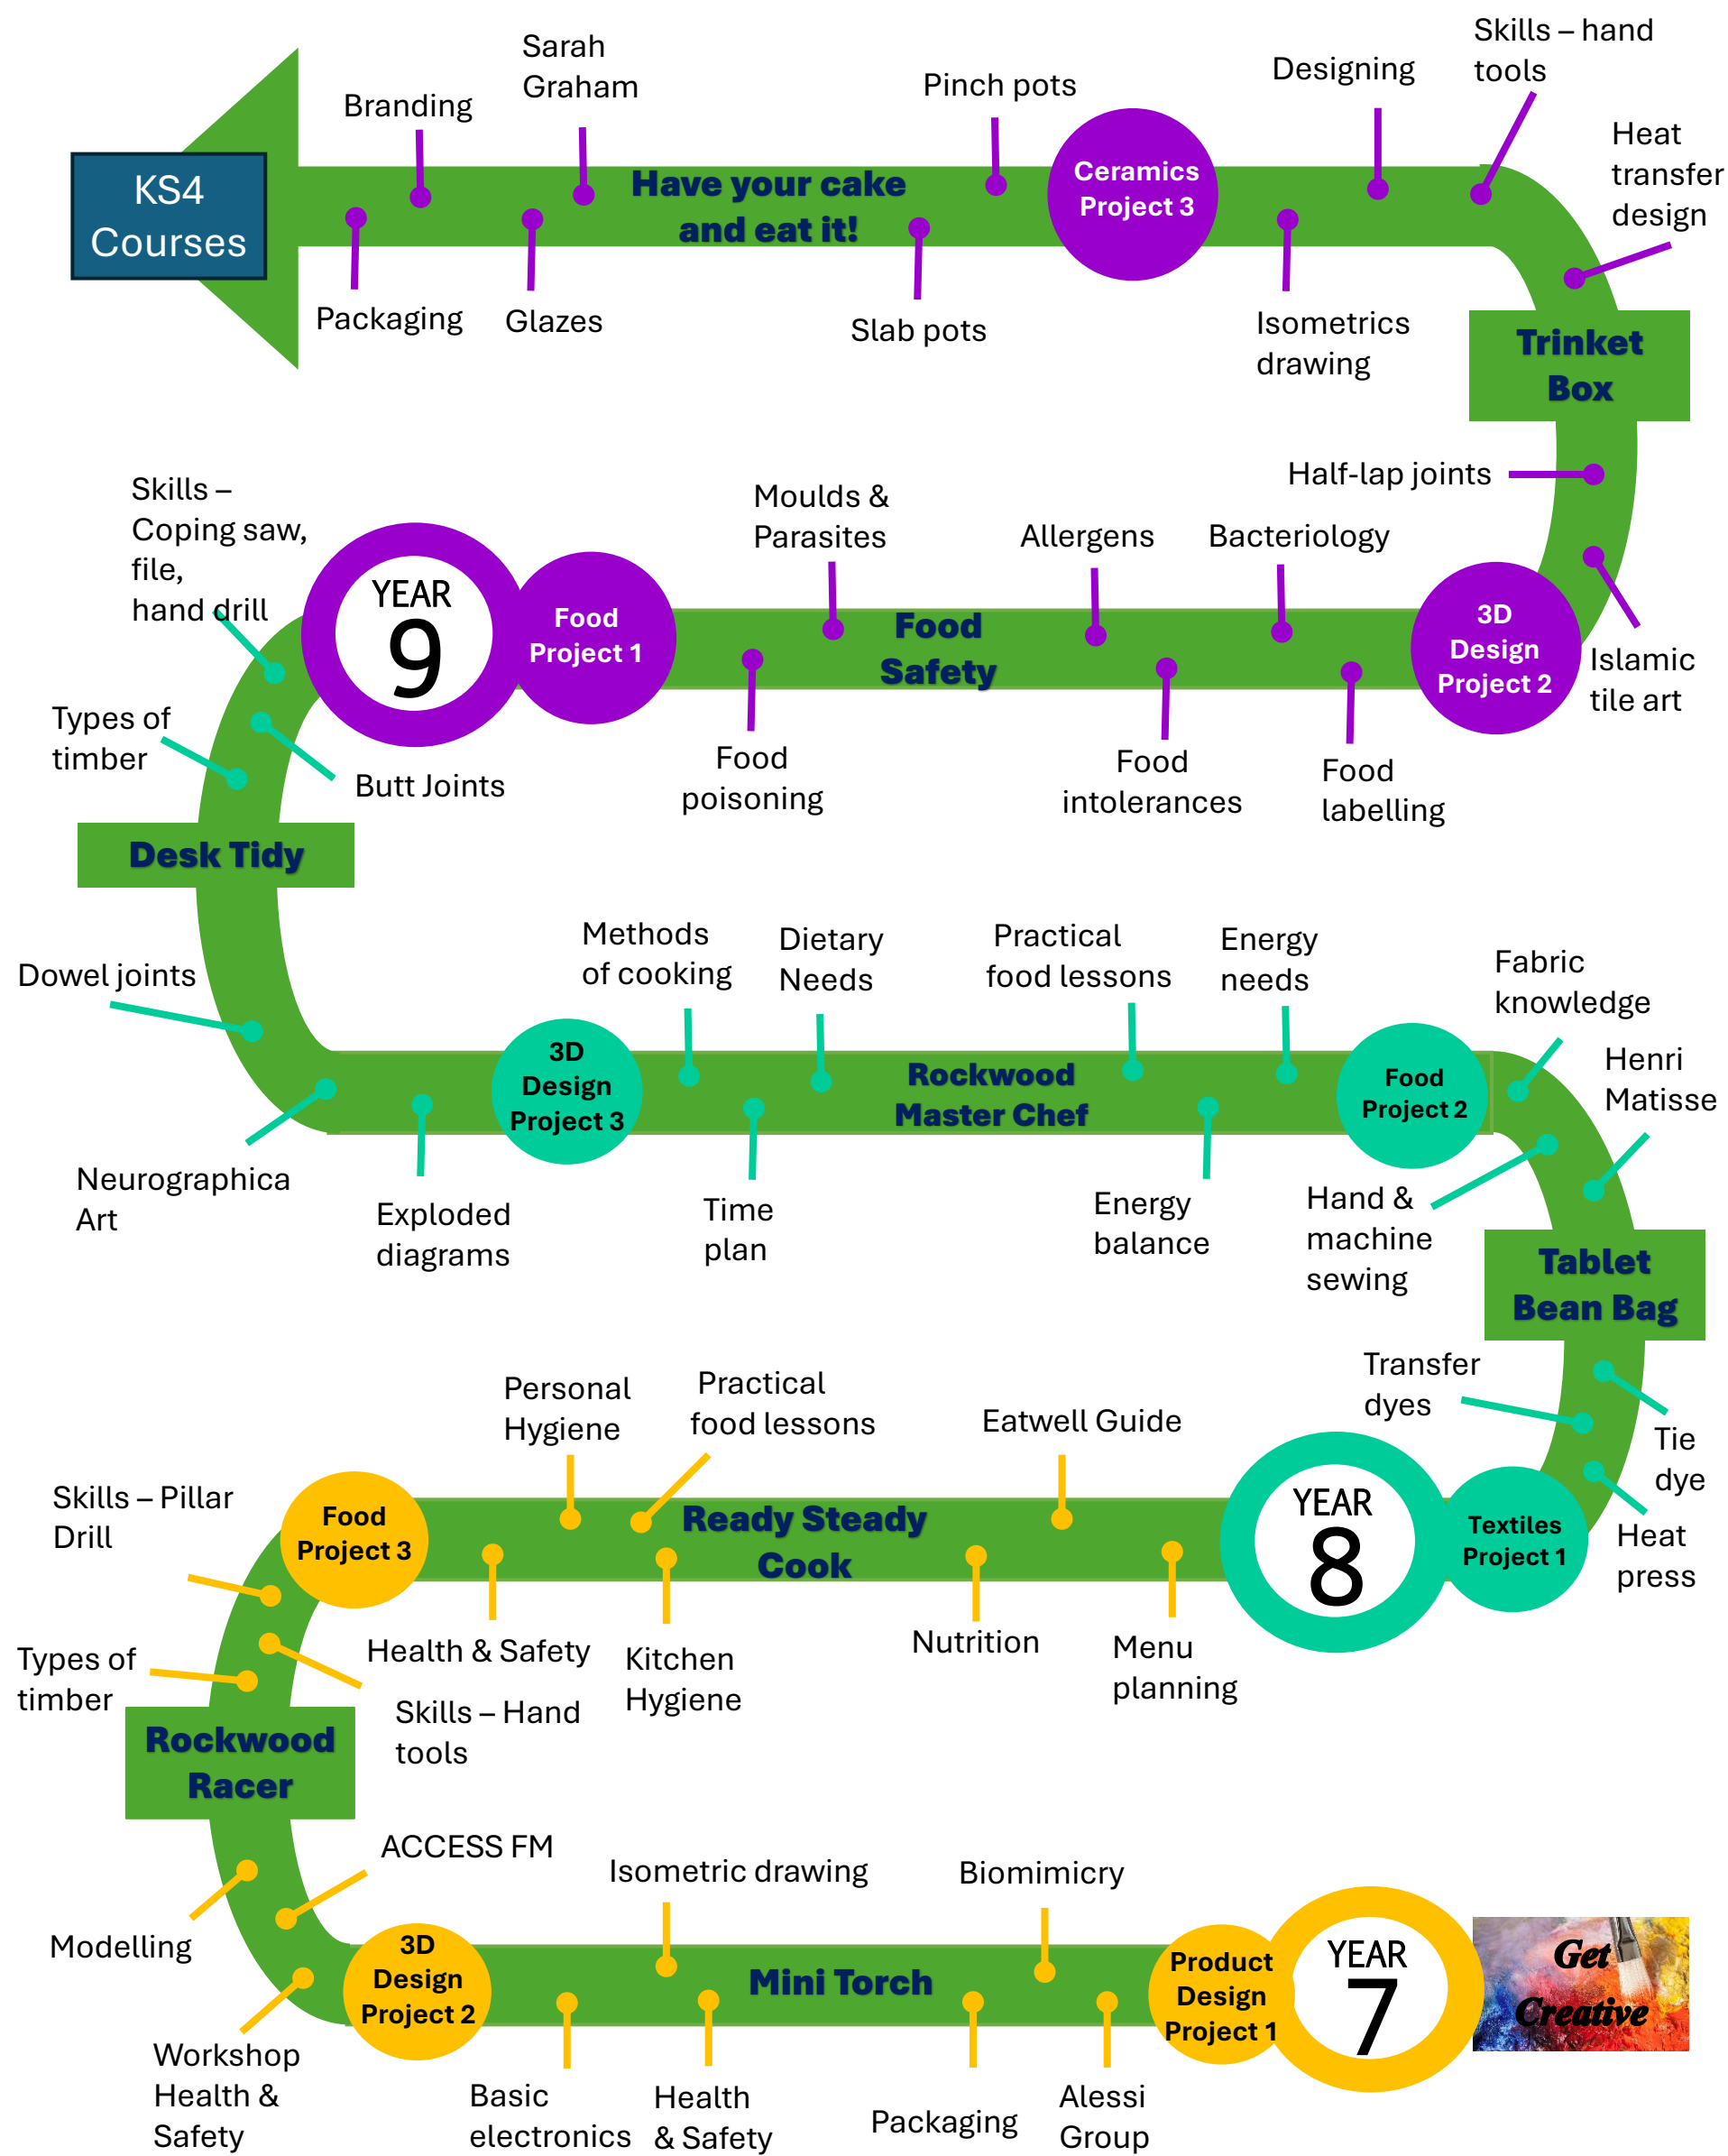 Skills – hand
tools
Sarah
Graham
Designing
Pinch pots
Branding
Heat
transfer
design
Ceramics
Project 3
KS4
Courses
Have your cake
and eat it!
Packaging
Glazes
Slab pots
Isometrics
drawing
Trinket
Box
Half-lap joints
Skills –
Coping saw,
file,
hand drill
Moulds &
Parasites
Allergens
Bacteriology
YEAR
9
Food
Project 1
Food
Safety
3D
Design
Project 2
Islamic
tile art
Types of
timber
Butt Joints
Food
poisoning
Food
intolerances
Food
labelling
Desk Tidy
Methods
of cooking
Dietary
Needs
Practical
food lessons
Energy
needs
Fabric
knowledge
Dowel joints
Henri
Matisse
3D
Design
Project 3
Rockwood
Master Chef
Food
Project 2
Neurographica
Art
Exploded
diagrams
Time
plan
Energy
balance
Hand &
machine
sewing
Tablet
Bean Bag
Transfer
dyes
Tie
dye
Heat
press
Personal
Hygiene
Practical
food lessons
Eatwell Guide
Skills – Pillar
Drill
Food
Project 3
Ready Steady
Cook
YEAR
8
Textiles
Project 1
Health & Safety
Kitchen
Hygiene
Nutrition
Menu
planning
Types of
timber
Skills – Hand
tools
Rockwood
Racer
ACCESS FM
Isometric drawing
Biomimicry
Modelling
3D
Design
Project 2
Mini Torch
Product
Design
Project 1
YEAR
7
Get
Creative
Workshop
Health &
Safety
Basic
electronics
Health
& Safety
Packaging
Alessi
Group